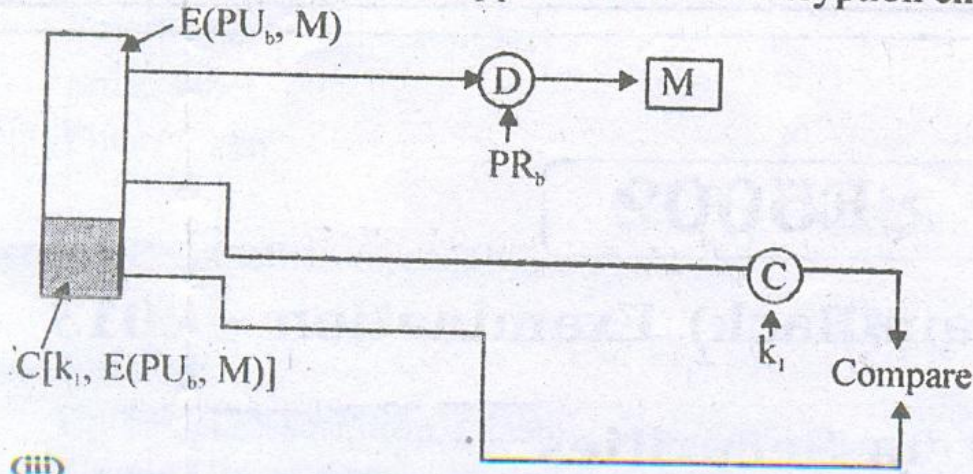 E(PU_b, M)
D
M
PR_b
C
k_1
C[k_1, E(PU_b, M)]
Compare
(iii)